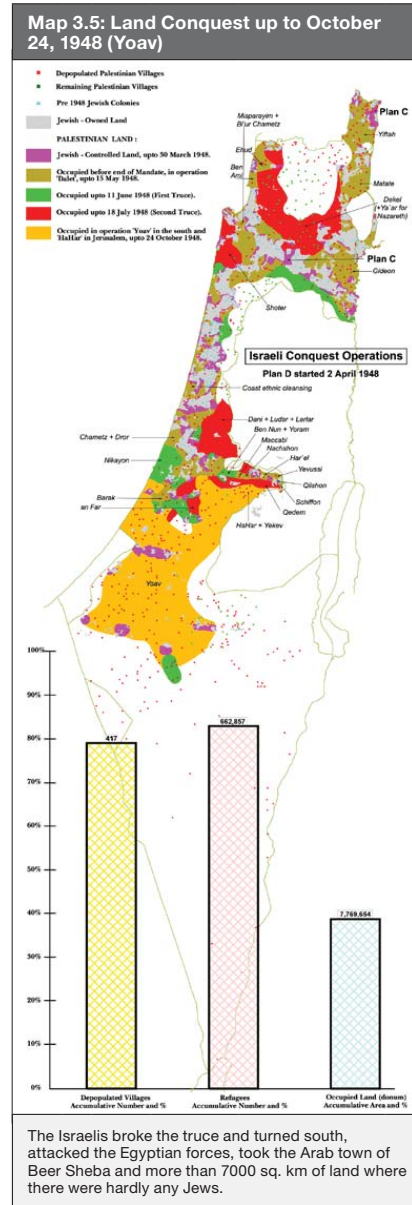 Map 3.5: Land Conquest up to October
24, 1948 (Yoav)
Depopulated Palestinian Villages
Remaining Palestinian Villages
Pre 1948 Jewish Colonies
Jewish - Owned Land
PALESTINIAN LAND :
Jewish - Controlled Land, upto 30 March 1948.
Occupied before end of Mandate, in operation
'Dalet', upto 15 May 1948.
Occupied upto 11 June 1948 (First Truce).
Occupied upto 18 July 1948 (Second Truce).
Occupied in operation 'Yoav' in the south and
'HaHar' in Jerusalem, upto 24 October 1948.
Misparayim +
Bi'ur Chametz
Plan C
Yiftah
Ehud
Ben
Ami
Matate
Dekel
(+Ya'ar for
Nazareth)
Plan C
Gideon
Shoter
Israeli Conquest Operations
Plan D started 2 April 1948
Coast ethnic cleansing
Dani + Ludar + Lartar
Ben Nun + Yoram
Maccabi
Nachshon
Chametz + Dror
Har'el
Nikayon
Yevussi
Qilshon
Barak
Schiffon
an Far
Qedem
HaHar + Yekev
Yoav
100%
90%
80%
70%
60%
50%
40%
30%
20%
10%
0%
417
662,857
7,769,654
Depopulated Villages
Accumulative Number and %
Refugees
Accumulative Number and %
Occupied Land (donum)
Accumulative Area and %
The Israelis broke the truce and turned south,
attacked the Egyptian forces, took the Arab town of
Beer Sheba and more than 7000 sq. km of land where
there were hardly any Jews.